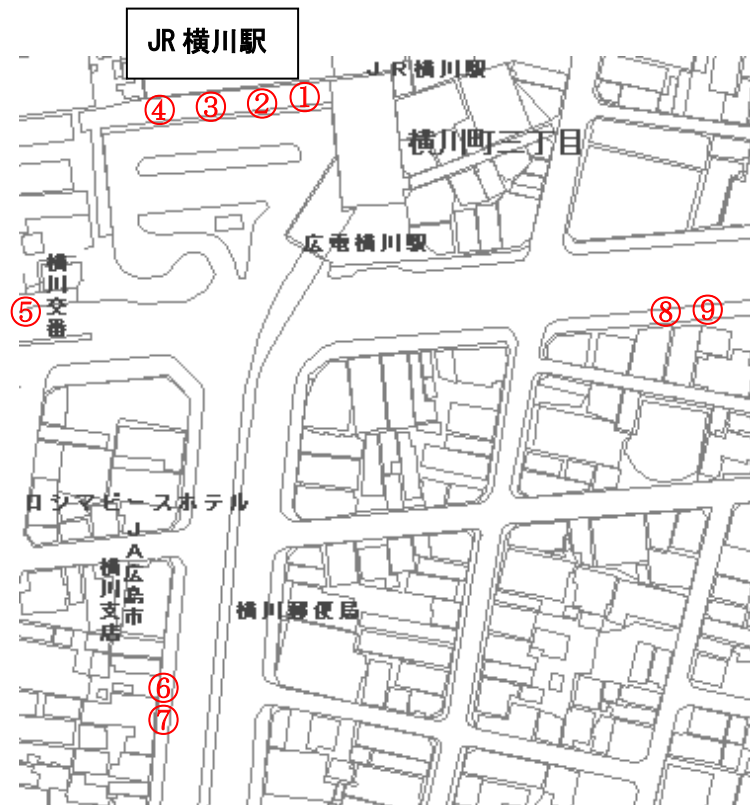 JR 横川駅
JR横川駅
④ ③ ② ①
横川町三丁目
広電横川駅
横川交番
⑤
⑧ ⑨
ロシマピースホテル
JA広島市
横川支店
横川郵便局
⑥
⑦